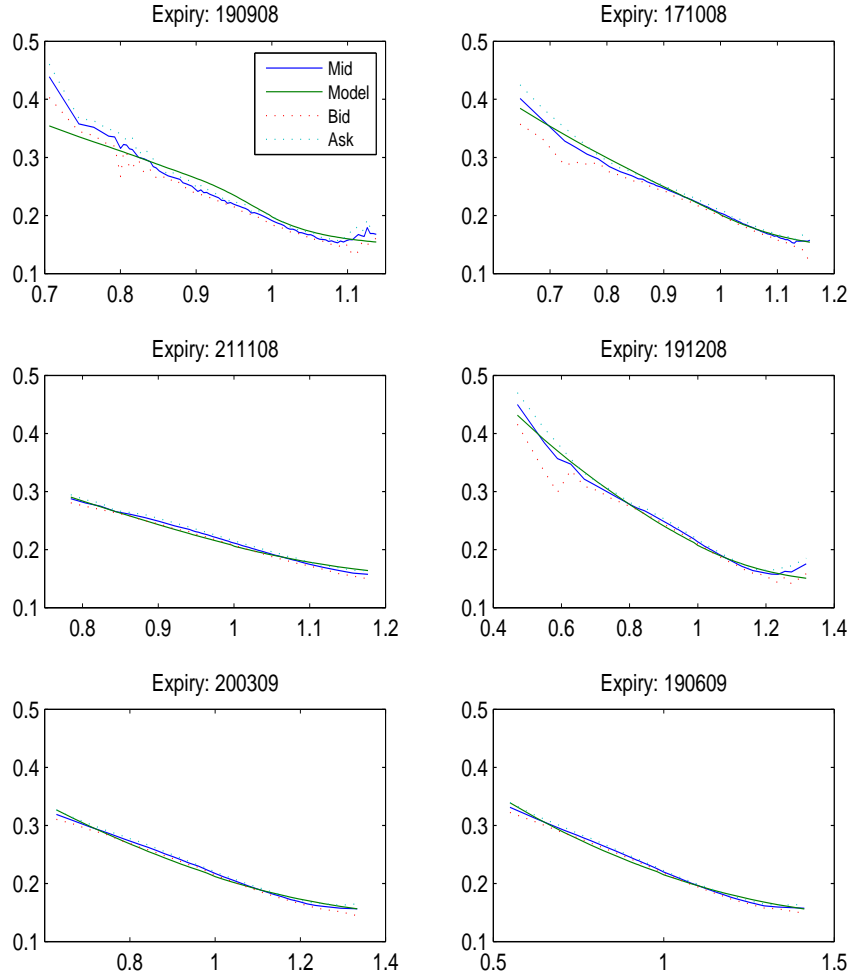 Expiry: 190908
0.5
0.4
0.3
0.2
0.1
0.7 0.8 0.9 1 1.1
Mid
Model
Bid
Ask
Expiry: 171008
0.5
0.4
0.3
0.2
0.1
0.7 0.8 0.9 1 1.1 1.2
Expiry: 211108
0.5
0.4
0.3
0.2
0.1
0.8 0.9 1 1.1 1.2
Expiry: 191208
0.5
0.4
0.3
0.2
0.1
0.4 0.6 0.8 1 1.2 1.4
Expiry: 200309
0.5
0.4
0.3
0.2
0.1
0.8 1 1.2 1.4
Expiry: 190609
0.5
0.4
0.3
0.2
0.1
0.5 1 1.5